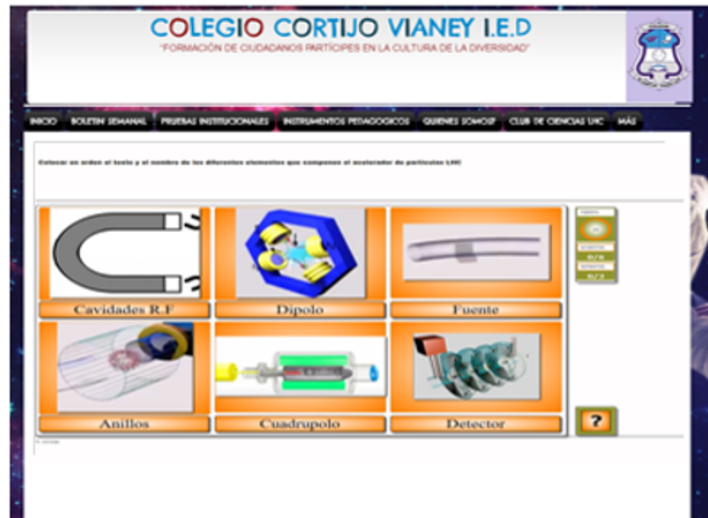 COLEGIO CORTIJO VIANEY I.E.D
"FORMACIÓN DE CIUDADANOS PARTÍCIPES EN LA CULTURA DE LA DIVERSIDAD"
INICIO BOLETIN SEMANAL PRUEBAS INSTITUCIONALES INSTRUMENTOS PEDAGOGICOS QUIENES SOMOS? CLUB DE CIENCIAS LHC MÁS
Colocar en orden el texto y el nombre de los diferentes elementos que componen el acelerador de particulas LHC
Cavidades R.F Dipolo Fuente
Anillos Cuadrupolo Detector
?